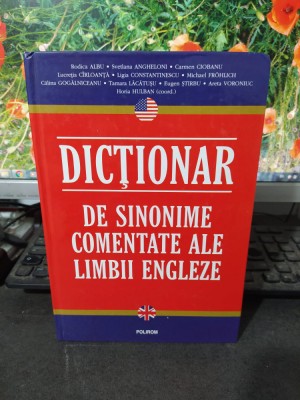 Rodica ALBU • Svetlana ANGHELONI • Carmen CIOBANU
Lucreția CÎRLOANȚĂ • Ligia CONSTANTINESCU • Michael FRÖHLICH
Călina GOGĂLNICEANU • Tamara LĂCĂTUȘU • Eugen ȘTIRBU • Areta VORONIUC
Horia HULBAN (coord.)
DICȚIONAR
DE SINONIME
COMENTATE ALE
LIMBII ENGLEZE
POLIROM